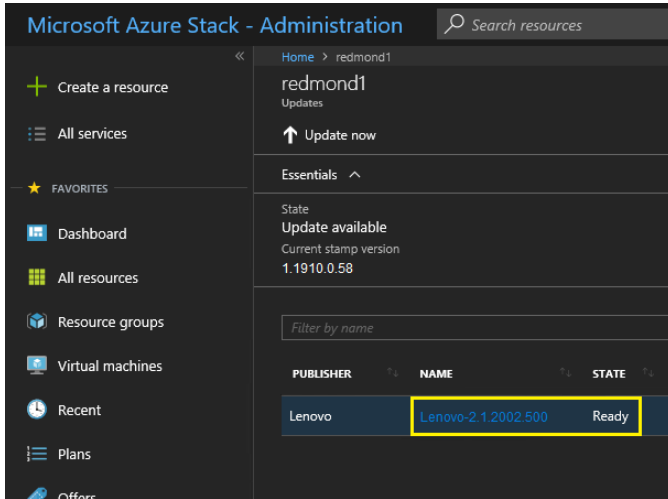 Microsoft Azure Stack - Administration
Search resources
«
Home > redmond1
redmond1
Updates
Create a resource
Update now
All services
Essentials
FAVORITES
State
Update available
Dashboard
Current stamp version
1.1910.0.58
All resources
Resource groups
Filter by name
Virtual machines
PUBLISHER NAME STATE
Recent
Lenovo Lenovo-2.1.2002.500 Ready
Plans
Offers